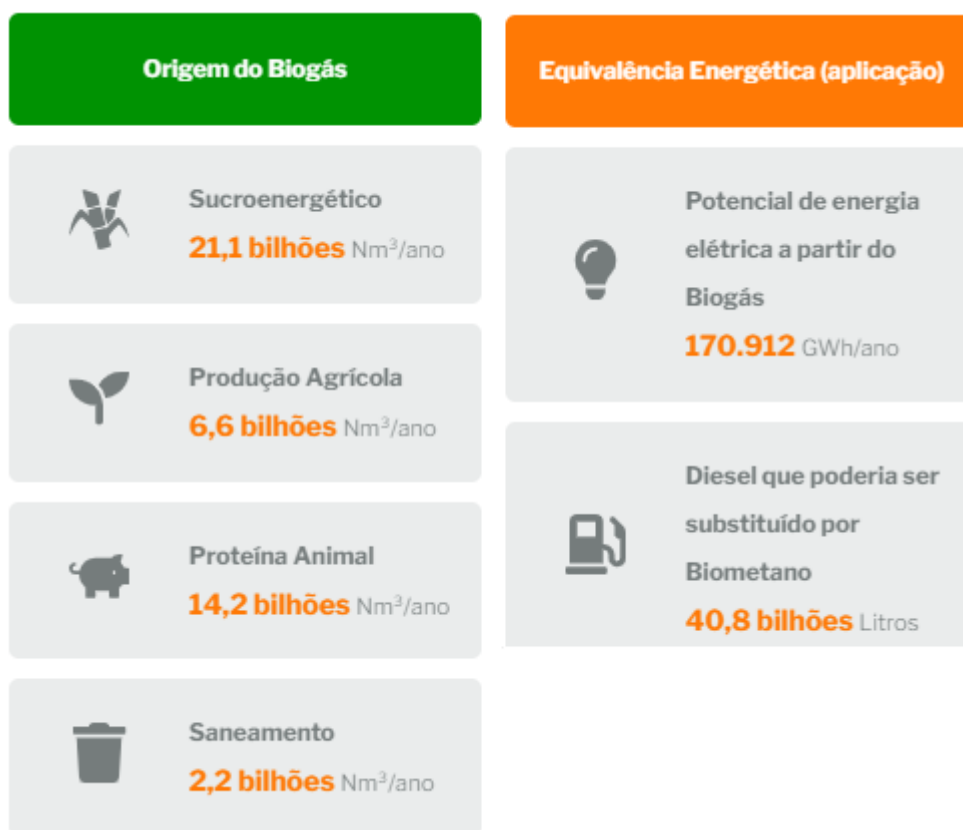 Origem do Biogás
Sucroenergético
21,1 bilhões Nm³/ano
Produção Agrícola
6,6 bilhões Nm³/ano
Proteína Animal
14,2 bilhões Nm³/ano
Saneamento
2,2 bilhões Nm³/ano
Equivalência Energética (aplicação)
Potencial de energia
elétrica a partir do
Biogás
170.912 GWh/ano
Diesel que poderia ser
substituído por
Biometano
40,8 bilhões Litros